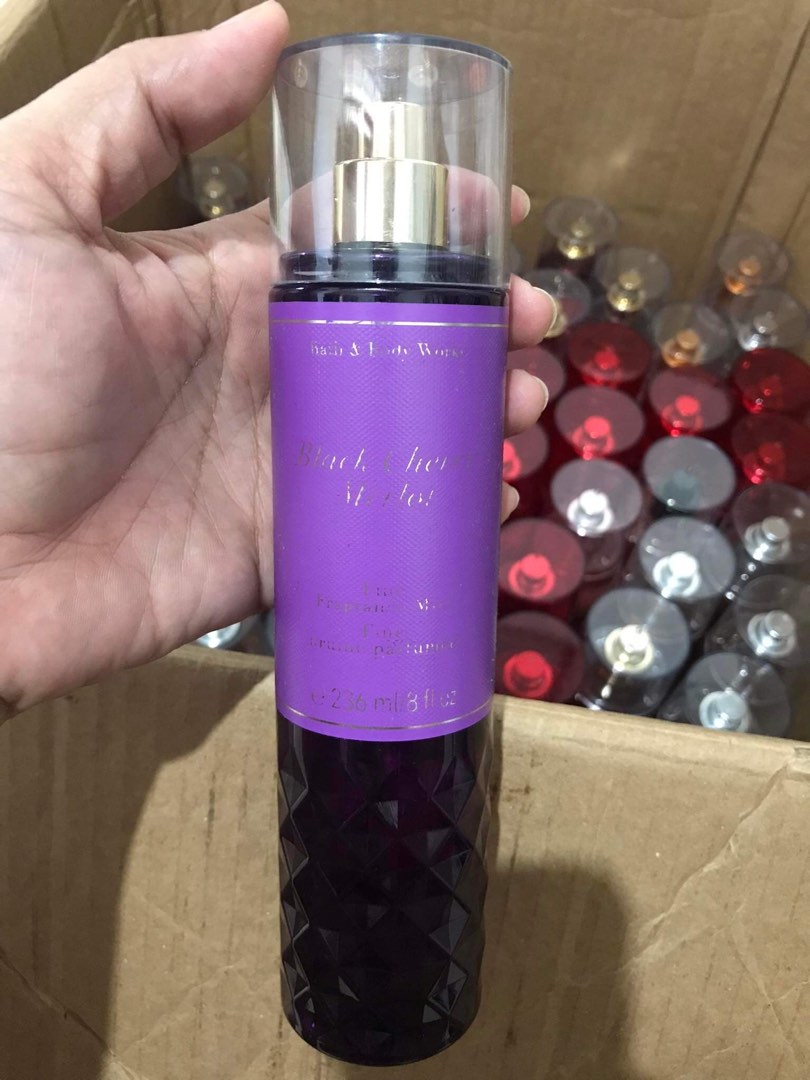 Bath & Body Works
Black Cherry
Merlot
Fine
Fragrance Mist
Fine
brume parfumée
e 236 ml/8 fl oz